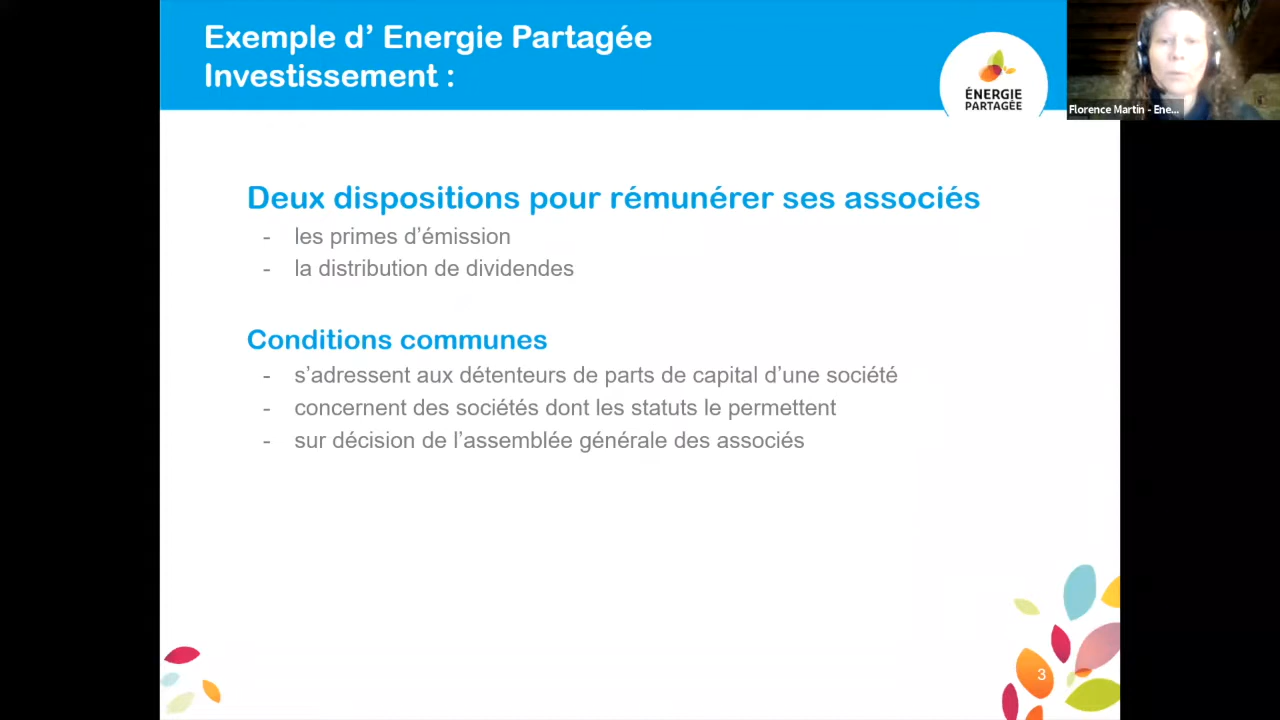 Exemple d’ Energie Partagée
Investissement :
ÉNERGIE
PARTAGÉE
Florence Martin - Ene...
Deux dispositions pour rémunérer ses associés
- les primes d’émission
- la distribution de dividendes
Conditions communes
- s’adressent aux détenteurs de parts de capital d’une société
- concernent des sociétés dont les statuts le permettent
- sur décision de l’assemblée générale des associés
3